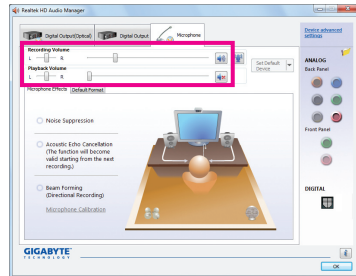 Realtek HD Audio Manager
Digital Output(Optical)
Digital Output
Microphone
Device advanced settings
Recording Volume
L R
Set Default
Device
Playback Volume
L R
ANALOG
Back Panel
Microphone Effects
Default Format
Noise Suppression
Acoustic Echo Cancellation
(The function will become
valid starting from the next
recording.)
Beam Forming
(Directional Recording)
Microphone Calibration
Front Panel
DIGITAL
GIGABYTE
TECHNOLOGY
i
OK